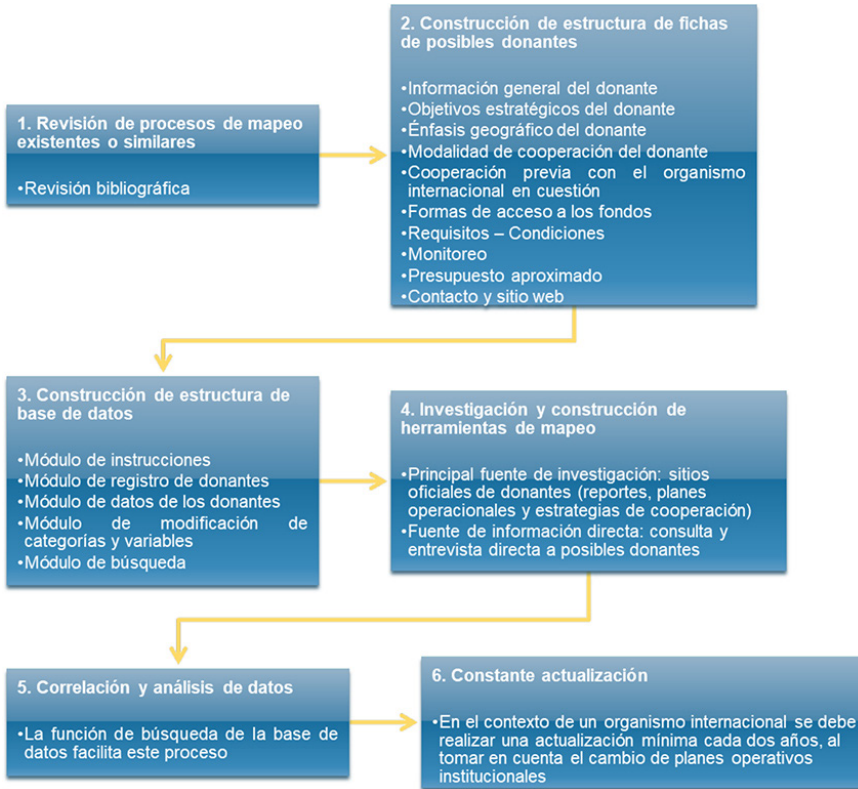 1. Revisión de procesos de mapeo
existentes o similares
•Revisión bibliográfica
2. Construcción de estructura de fichas
de posibles donantes
•Información general del donante
•Objetivos estratégicos del donante
•Énfasis geográfico del donante
•Modalidad de cooperación del donante
•Cooperación previa con el organismo
internacional en cuestión
•Formas de acceso a los fondos
•Requisitos – Condiciones
•Monitoreo
•Presupuesto aproximado
•Contacto y sitio web
3. Construcción de estructura de
base de datos
•Módulo de instrucciones
•Módulo de registro de donantes
•Módulo de datos de los donantes
•Módulo de modificación de
categorías y variables
•Módulo de búsqueda
4. Investigación y construcción de
herramientas de mapeo
•Principal fuente de investigación: sitios
oficiales de donantes (reportes, planes
operacionales y estrategias de cooperación)
•Fuente de información directa: consulta y
entrevista directa a posibles donantes
5. Correlación y análisis de datos
•La función de búsqueda de la base de
datos facilita este proceso
6. Constante actualización
•En el contexto de un organismo internacional se debe
realizar una actualización mínima cada dos años, al
tomar en cuenta el cambio de planes operativos
institucionales